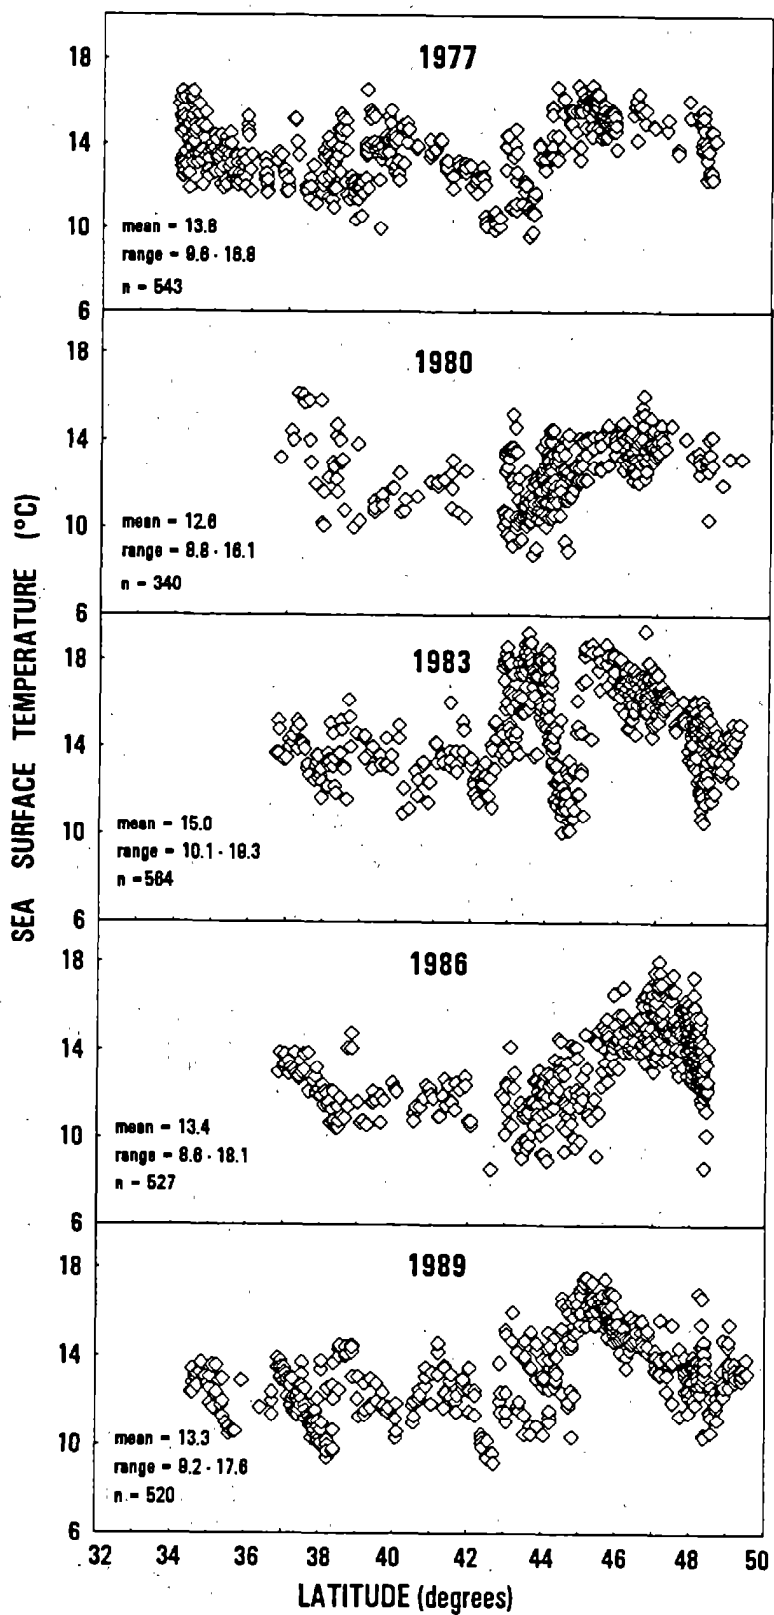 SEA SURFACE TEMPERATURE (°C)
18
14
10
6
1977
mean = 13.6
range = 9.6 - 16.8
n = 543
18
14
10
6
1980
mean = 12.6
range = 8.8 - 16.1
n = 340
18
14
10
6
1983
mean = 15.0
range = 10.1 - 19.3
n = 564
18
14
10
6
1986
mean = 13.4
range = 8.6 - 18.1
n = 527
18
14
10
6
1989
mean = 13.3
range = 9.2 - 17.6
n = 520
32 34 36 38 40 42 44 46 48 50
LATITUDE (degrees)